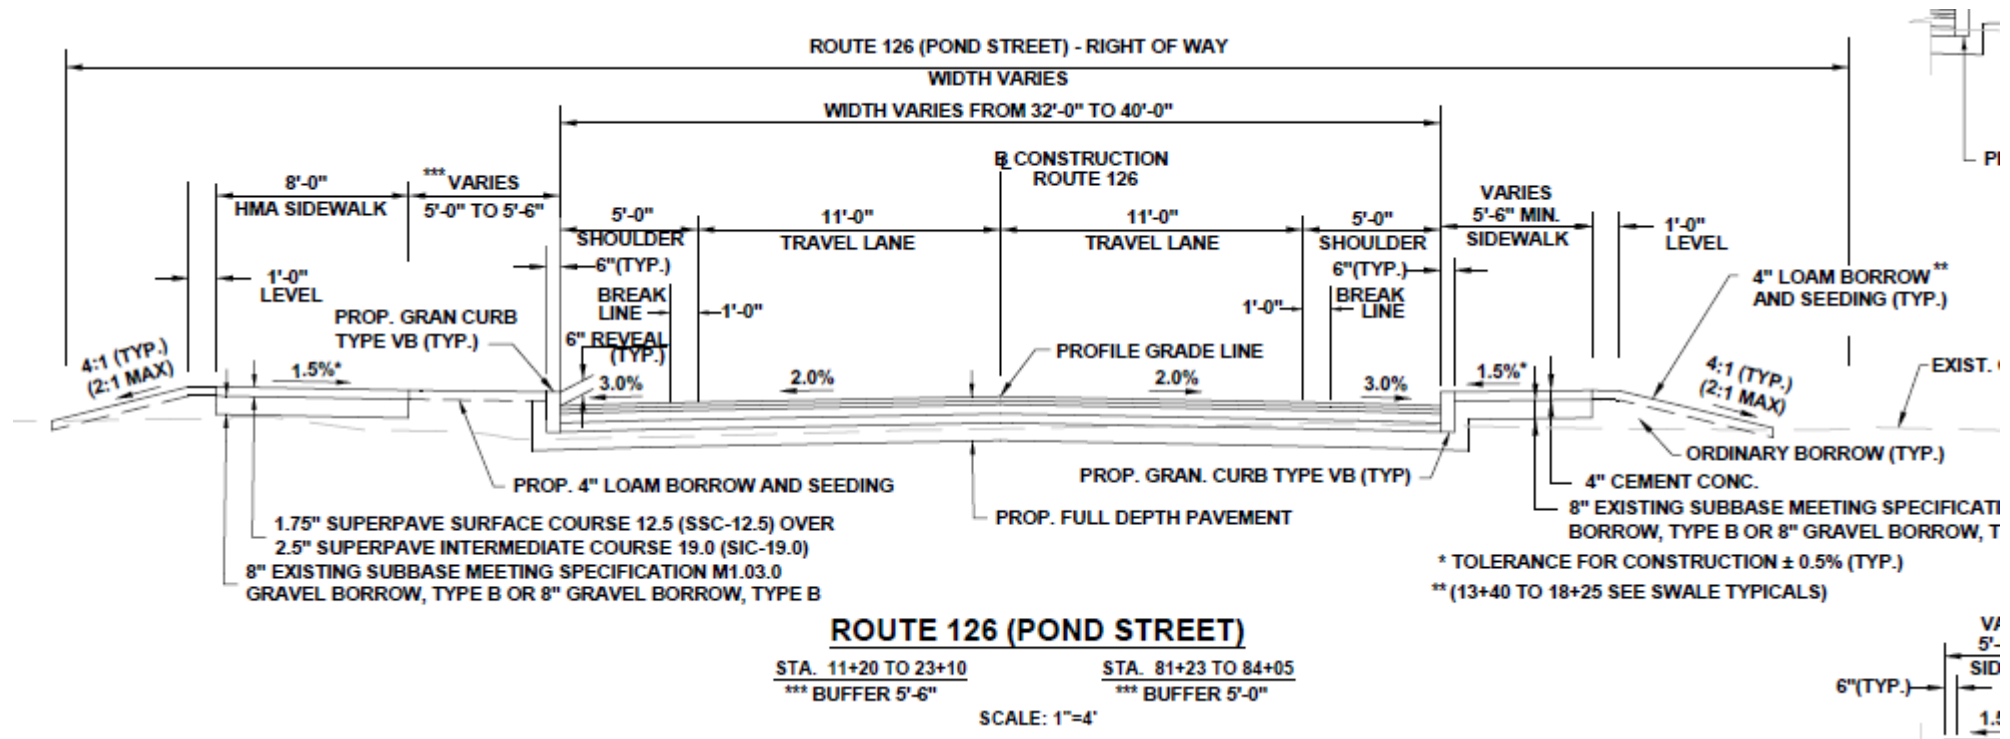 ROUTE 126 (POND STREET) - RIGHT OF WAY
WIDTH VARIES
WIDTH VARIES FROM 32'-0" TO 40'-0"
℄ CONSTRUCTION
ROUTE 126
8'-0"
HMA SIDEWALK
*** VARIES
5'-0" TO 5'-6"
5'-0"
SHOULDER
11'-0"
TRAVEL LANE
11'-0"
TRAVEL LANE
5'-0"
SHOULDER
VARIES
5'-6" MIN.
SIDEWALK
1'-0"
LEVEL
1'-0"
LEVEL
6"(TYP.)
6"(TYP.)
BREAK
LINE
1'-0"
1'-0"
BREAK
LINE
4" LOAM BORROW **
AND SEEDING (TYP.)
PROP. GRAN CURB
TYPE VB (TYP.)
6" REVEAL
(TYP.)
PROFILE GRADE LINE
4:1 (TYP.)
(2:1 MAX)
1.5%*
3.0%
2.0%
2.0%
3.0%
1.5%*
4:1 (TYP.)
(2:1 MAX)
EXIST.
ORDINARY BORROW (TYP.)
PROP. GRAN. CURB TYPE VB (TYP)
PROP. 4" LOAM BORROW AND SEEDING
PROP. FULL DEPTH PAVEMENT
4" CEMENT CONC.
8" EXISTING SUBBASE MEETING SPECIFICATI
BORROW, TYPE B OR 8" GRAVEL BORROW, T
1.75" SUPERPAVE SURFACE COURSE 12.5 (SSC-12.5) OVER
2.5" SUPERPAVE INTERMEDIATE COURSE 19.0 (SIC-19.0)
8" EXISTING SUBBASE MEETING SPECIFICATION M1.03.0
GRAVEL BORROW, TYPE B OR 8" GRAVEL BORROW, TYPE B
* TOLERANCE FOR CONSTRUCTION ± 0.5% (TYP.)
** (13+40 TO 18+25 SEE SWALE TYPICALS)
ROUTE 126 (POND STREET)
STA. 11+20 TO 23+10
*** BUFFER 5'-6"
STA. 81+23 TO 84+05
*** BUFFER 5'-0"
SCALE: 1"=4'
6"(TYP.)